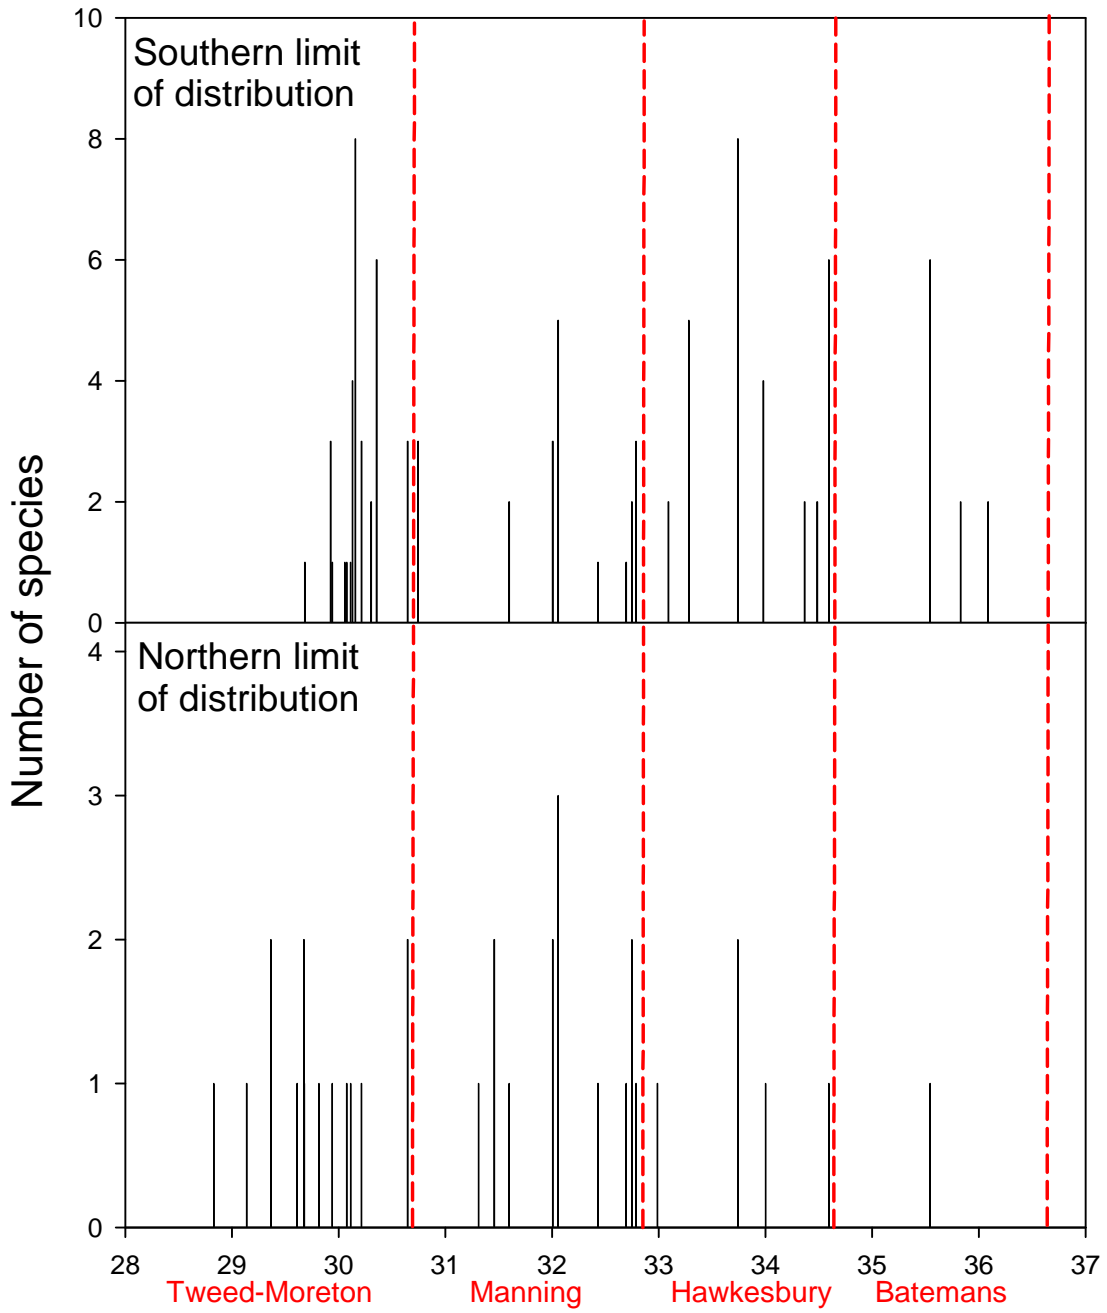 Number of species
10
8
6
4
2
0
Southern limit
of distribution
4
3
2
1
0
Northern limit
of distribution
28 29 30 31 32 33 34 35 36 37
Tweed-Moreton Manning Hawkesbury Batemans